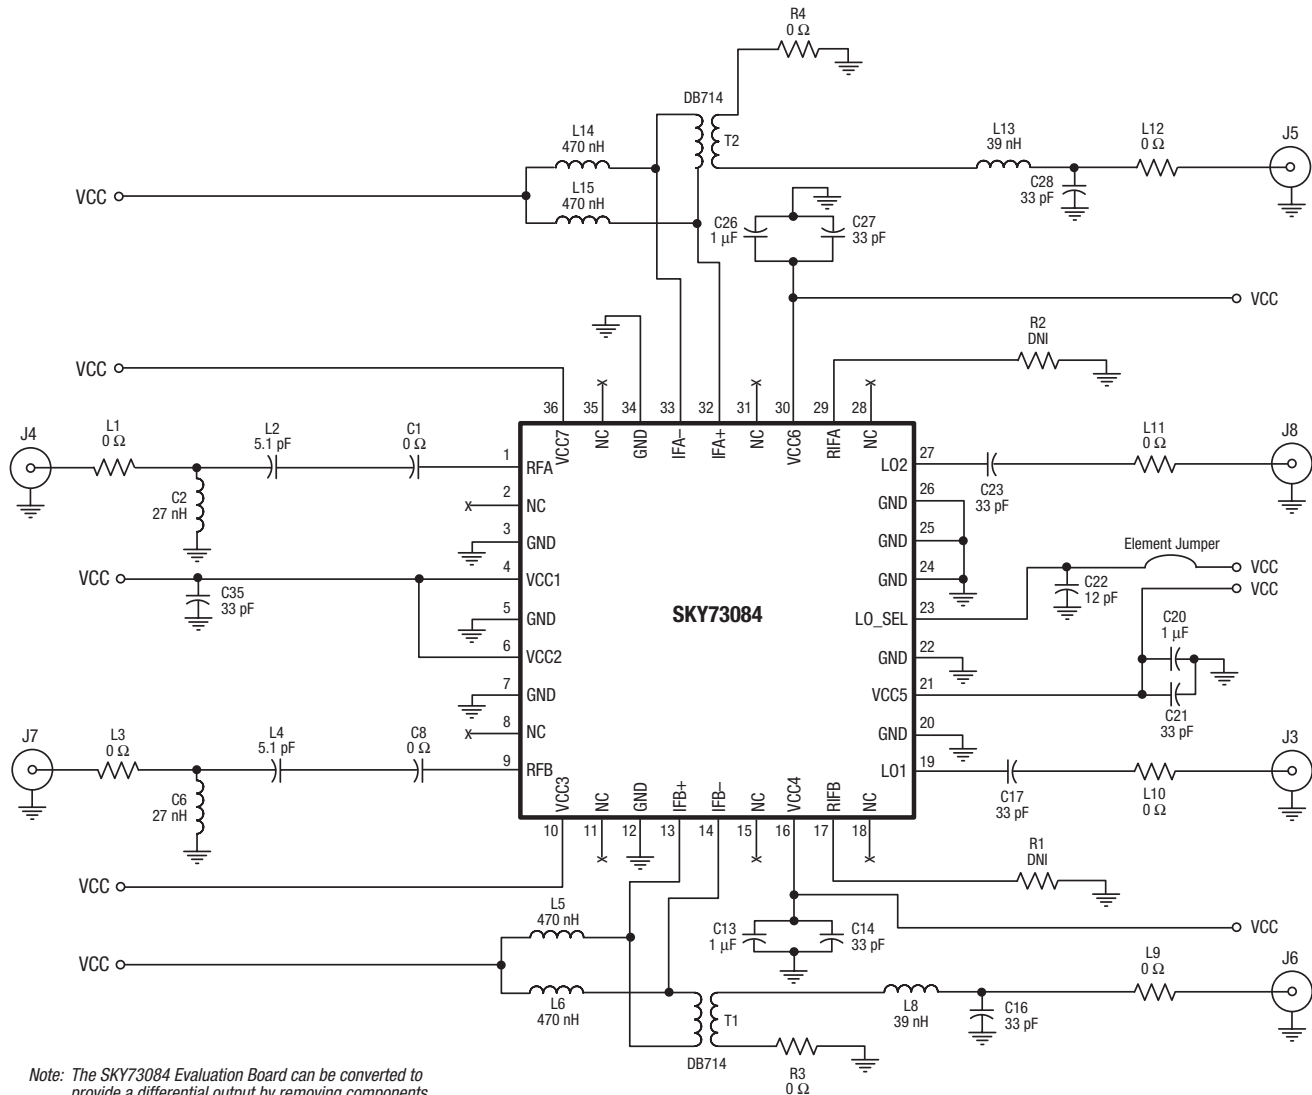 R4
0 Ω
DB714
T2
L14
470 nH
L15
470 nH
L13
39 nH
L12
0 Ω
J5
C28
33 pF
VCC
C26
1 µF
C27
33 pF
VCC
R2
DNI
VCC
36
35
34
33
32
31
30
29
28
VCC7
NC
GND
IFA–
IFA+
NC
VCC6
RIFA
NC
J4
L1
0 Ω
L2
5.1 pF
C1
0 Ω
C2
27 nH
1
RFA
2
NC
3
GND
4
VCC1
5
GND
6
VCC2
7
GND
8
NC
9
RFB
VCC
C35
33 pF
SKY73084
LO2
27
GND
26
GND
25
GND
24
LO_SEL
23
GND
22
VCC5
21
GND
20
LO1
19
C23
33 pF
L11
0 Ω
J8
Element Jumper
VCC
VCC
C22
12 pF
C20
1 µF
C21
33 pF
J7
L3
0 Ω
L4
5.1 pF
C8
0 Ω
C6
27 nH
C17
33 pF
L10
0 Ω
J3
VCC3
NC
GND
IFB+
IFB–
NC
VCC4
RIFB
NC
10
11
12
13
14
15
16
17
18
R1
DNI
VCC
L5
470 nH
C13
1 µF
C14
33 pF
VCC
VCC
L6
470 nH
T1
DB714
L8
39 nH
C16
33 pF
L9
0 Ω
J6
R3
0 Ω
Note: The SKY73084 Evaluation Board can be converted to
provide a differential output by removing components